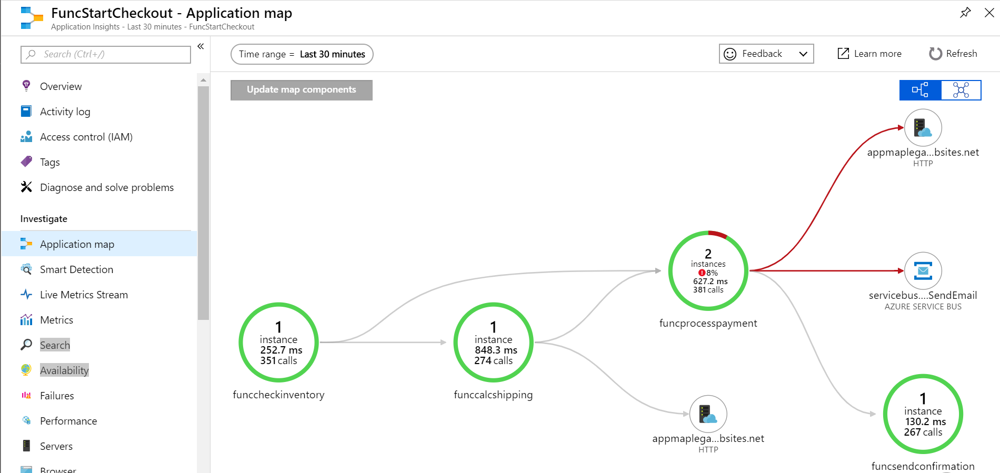 FuncStartCheckout - Application map
Application Insights - Last 30 minutes - FuncStartCheckout
Search (Ctrl+/)
Overview
Activity log
Access control (IAM)
Tags
Diagnose and solve problems
Investigate
Application map
Smart Detection
Live Metrics Stream
Metrics
Search
Availability
Failures
Performance
Servers
Browser
Time range = Last 30 minutes
Feedback
Learn more
Refresh
Update map components
appmaplega...bsites.net
HTTP
2
instances
8%
627.2 ms
381 calls
funcprocesspayment
servicebus....SendEmail
AZURE SERVICE BUS
1
instance
252.7 ms
351 calls
funccheckinventory
1
instance
848.3 ms
274 calls
funccalcshipping
appmaplega...bsites.net
HTTP
1
instance
130.2 ms
267 calls
funcsendconfirmation